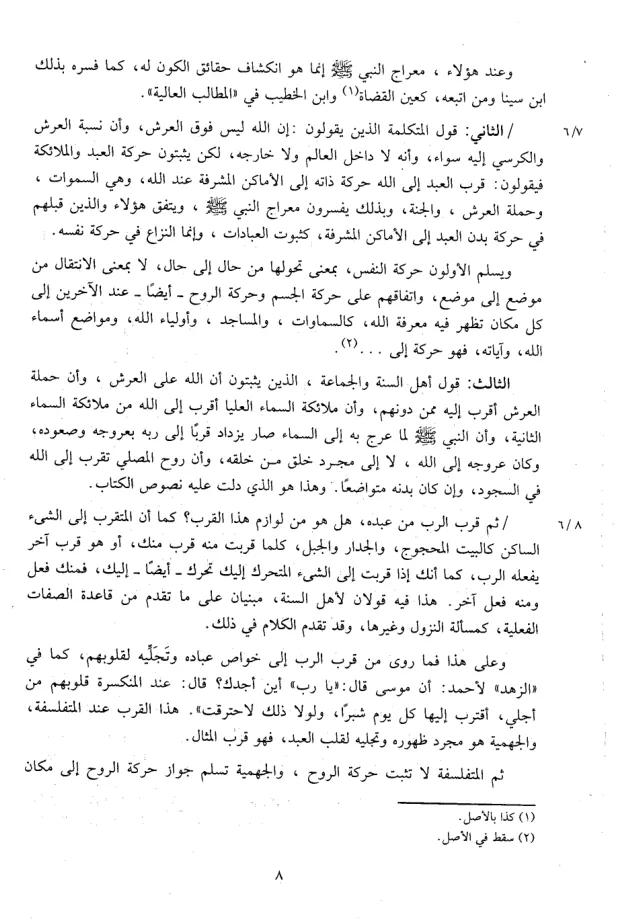 وعند هؤلاء ، معراج النبي ﷺ إنما هو انكشاف حقائق الكون له، كما فسره بذلك
ابن سينا ومن اتبعه، كعين القضاة(١) وابن الخطيب في «المطالب العالية».
٦/٧ / الثاني: قول المتكلمة الذين يقولون :إن الله ليس فوق العرش، وأن نسبة العرش
والكرسي إليه سواء، وأنه لا داخل العالم ولا خارجه، لكن يثبتون حركة العبد والملائكة
فيقولون: قرب العبد إلى الله حركة ذاته إلى الأماكن المشرفة عند الله، وهي السموات ،
وحملة العرش ، والجنة، وبذلك يفسرون معراج النبي ﷺ ، ويتفق هؤلاء والذين قبلهم
في حركة بدن العبد إلى الأماكن المشرفة، كثبوت العبادات ، وإنما النزاع في حركة نفسه.
ويسلم الأولون حركة النفس، بمعنى تحولها من حال إلى حال، لا بمعنى الانتقال من
موضع إلى موضع، واتفاقهم على حركة الجسم وحركة الروح ـ أيضًا ـ عند الآخرين إلى
كل مكان تظهر فيه معرفة الله، كالسماوات ، والمساجد ، وأولياء الله، ومواضع أسماء
الله، وآياته، فهو حركة إلى ...(٢).
الثالث: قول أهل السنة والجماعة ، الذين يثبتون أن الله على العرش ، وأن حملة
العرش أقرب إليه ممن دونهم، وأن ملائكة السماء العليا أقرب إلى الله من ملائكة السماء
الثانية، وأن النبي ﷺ لما عرج به إلى السماء صار يزداد قربًا إلى ربه بعروجه وصعوده،
وكان عروجه إلى الله ، لا إلى مجرد خلق من خلقه، وأن روح المصلي تقرب إلى الله
في السجود، وإن كان بدنه متواضعًا. وهذا هو الذي دلت عليه نصوص الكتاب.
٦/٨ / ثم قرب الرب من عبده، هل هو من لوازم هذا القرب؟ كما أن المتقرب إلى الشىء
الساكن كالبيت المحجوج، والجدار والجبل، كلما قربت منه قرب منك، أو هو قرب آخر
يفعله الرب، كما أنك إذا قربت إلى الشىء المتحرك إليك تحرك ـ أيضًا ـ إليك، فمنك فعل
ومنه فعل آخر. هذا فيه قولان لأهل السنة، مبنيان على ما تقدم من قاعدة الصفات
الفعلية، كمسألة النزول وغيرها، وقد تقدم الكلام في ذلك.
وعلى هذا فما روى من قرب الرب إلى خواص عباده وتَجَلِّيه لقلوبهم، كما في
«الزهد» لأحمد: أن موسى قال:«يا رب» أين أجدك؟ قال: عند المنكسرة قلوبهم من
أجلي، أقترب إليها كل يوم شبرًا، ولولا ذلك لاحترقت». هذا القرب عند المتفلسفة،
والجهمية هو مجرد ظهوره وتجليه لقلب العبد، فهو قرب المثال.
ثم المتفلسفة لا تثبت حركة الروح ، والجهمية تسلم جواز حركة الروح إلى مكان
(١) كذا بالأصل.
(٢) سقط في الأصل.
٨